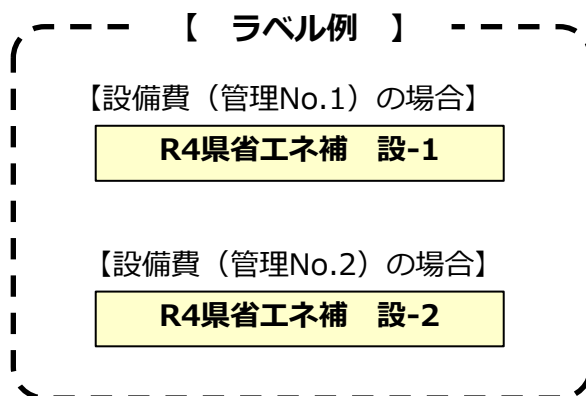 【　ラベル例　】
【設備費（管理No.1）の場合】
R4県省エネ補　設-1
【設備費（管理No.2）の場合】
R4県省エネ補　設-2